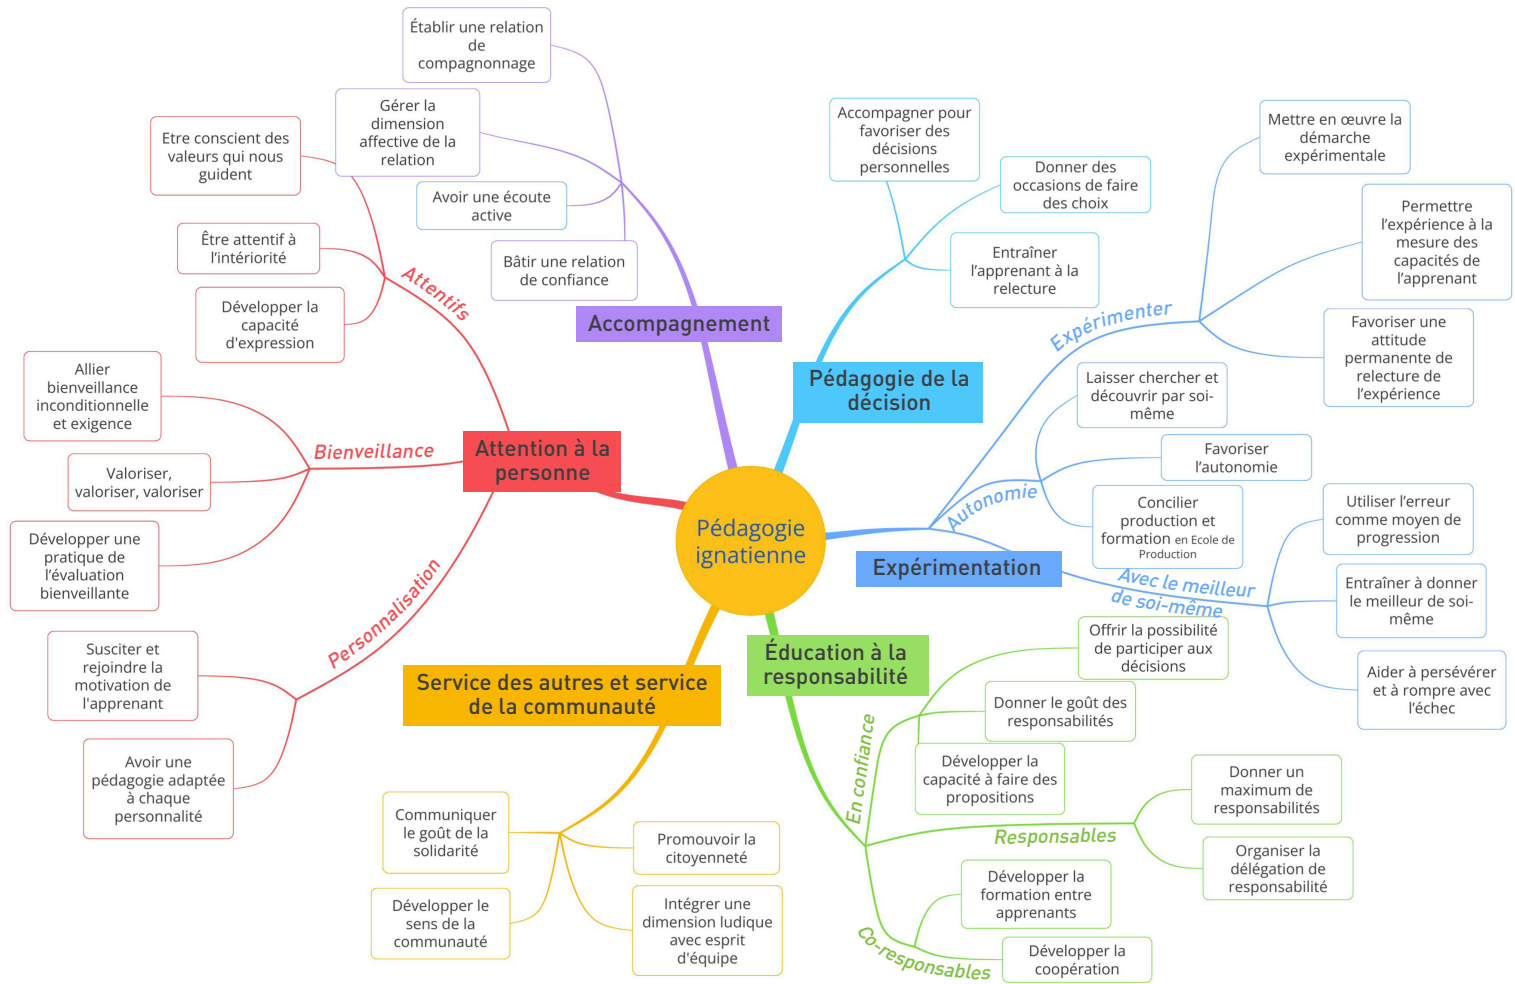 Pédagogie
ignatienne
Accompagnement
Établir une relation
de
compagnonnage
Gérer la
dimension
affective de la
relation
Avoir une écoute
active
Bâtir une relation
de confiance
Pédagogie de la
décision
Accompagner pour
favoriser des
décisions
personnelles
Donner des
occasions de faire
des choix
Entraîner
l’apprenant à la
relecture
Expérimentation
Expérimenter
Mettre en œuvre la
démarche
expérimentale
Permettre
l’expérience à la
mesure des
capacités de
l’apprenant
Favoriser une
attitude
permanente de
relecture de
l’expérience
Autonomie
Laisser chercher et
découvrir par soi-
même
Favoriser
l’autonomie
Concilier
production et
formation en Ecole de
Production
Avec le meilleur
de soi-même
Utiliser l’erreur
comme moyen de
progression
Entraîner à donner
le meilleur de soi-
même
Aider à persévérer
et à rompre avec
l’échec
Éducation à la
responsabilité
En confiance
Offrir la possibilité
de participer aux
décisions
Donner le goût des
responsabilités
Développer la
capacité à faire des
propositions
Responsables
Donner un
maximum de
responsabilités
Organiser la
délégation de
responsabilité
Co-responsables
Développer la
formation entre
apprenants
Développer la
coopération
Service des autres et service
de la communauté
Communiquer
le goût de la
solidarité
Développer le
sens de la
communauté
Promouvoir la
citoyenneté
Intégrer une
dimension ludique
avec esprit
d'équipe
Attention à la
personne
Attentifs
Etre conscient des
valeurs qui nous
guident
Être attentif à
l’intériorité
Développer la
capacité
d'expression
Bienveillance
Allier
bienveillance
inconditionnelle
et exigence
Valoriser,
valoriser, valoriser
Développer une
pratique de
l’évaluation
bienveillante
Personnalisation
Susciter et
rejoindre la
motivation de
l'apprenant
Avoir une
pédagogie adaptée
à chaque
personnalité